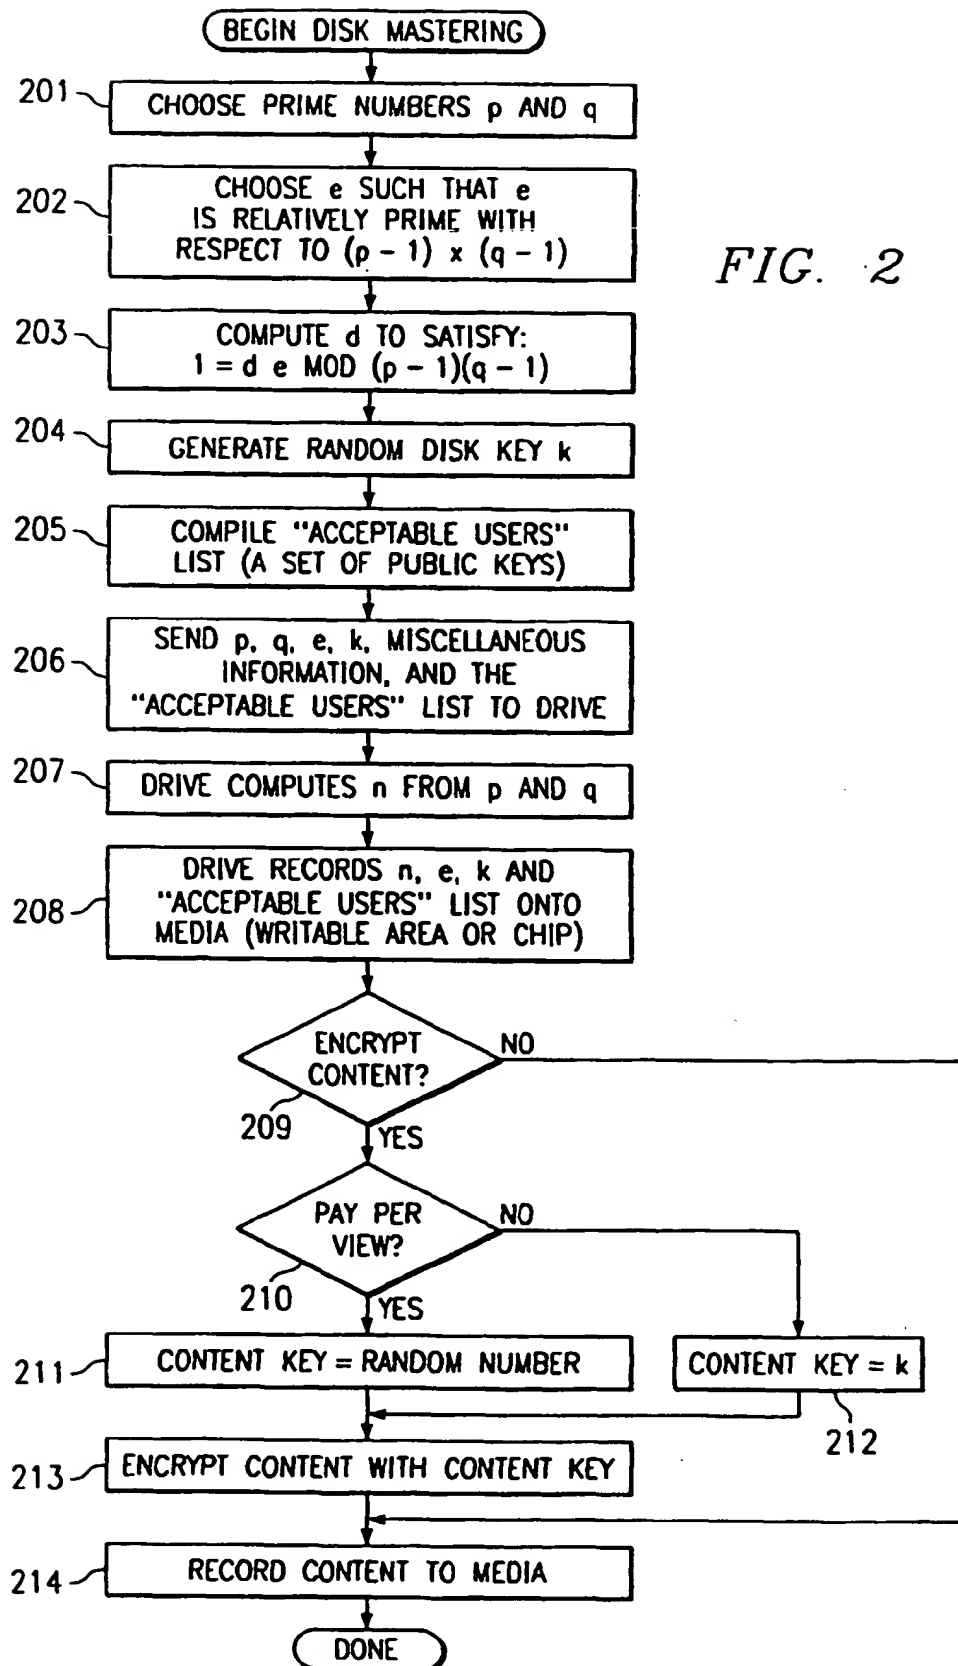 BEGIN DISK MASTERING
201
CHOOSE PRIME NUMBERS p AND q
202
CHOOSE e SUCH THAT e
IS RELATIVELY PRIME WITH
RESPECT TO (p - 1) x (q - 1)
FIG. 2
203
COMPUTE d TO SATISFY:
1 = d e MOD (p - 1)(q - 1)
204
GENERATE RANDOM DISK KEY k
205
COMPILE "ACCEPTABLE USERS"
LIST (A SET OF PUBLIC KEYS)
206
SEND p, q, e, k, MISCELLANEOUS
INFORMATION, AND THE
"ACCEPTABLE USERS" LIST TO DRIVE
207
DRIVE COMPUTES n FROM p AND q
208
DRIVE RECORDS n, e, k AND
"ACCEPTABLE USERS" LIST ONTO
MEDIA (WRITABLE AREA OR CHIP)
ENCRYPT
CONTENT?
NO
209
YES
PAY PER
VIEW?
NO
210
YES
211
CONTENT KEY = RANDOM NUMBER
CONTENT KEY = k
212
213
ENCRYPT CONTENT WITH CONTENT KEY
214
RECORD CONTENT TO MEDIA
DONE